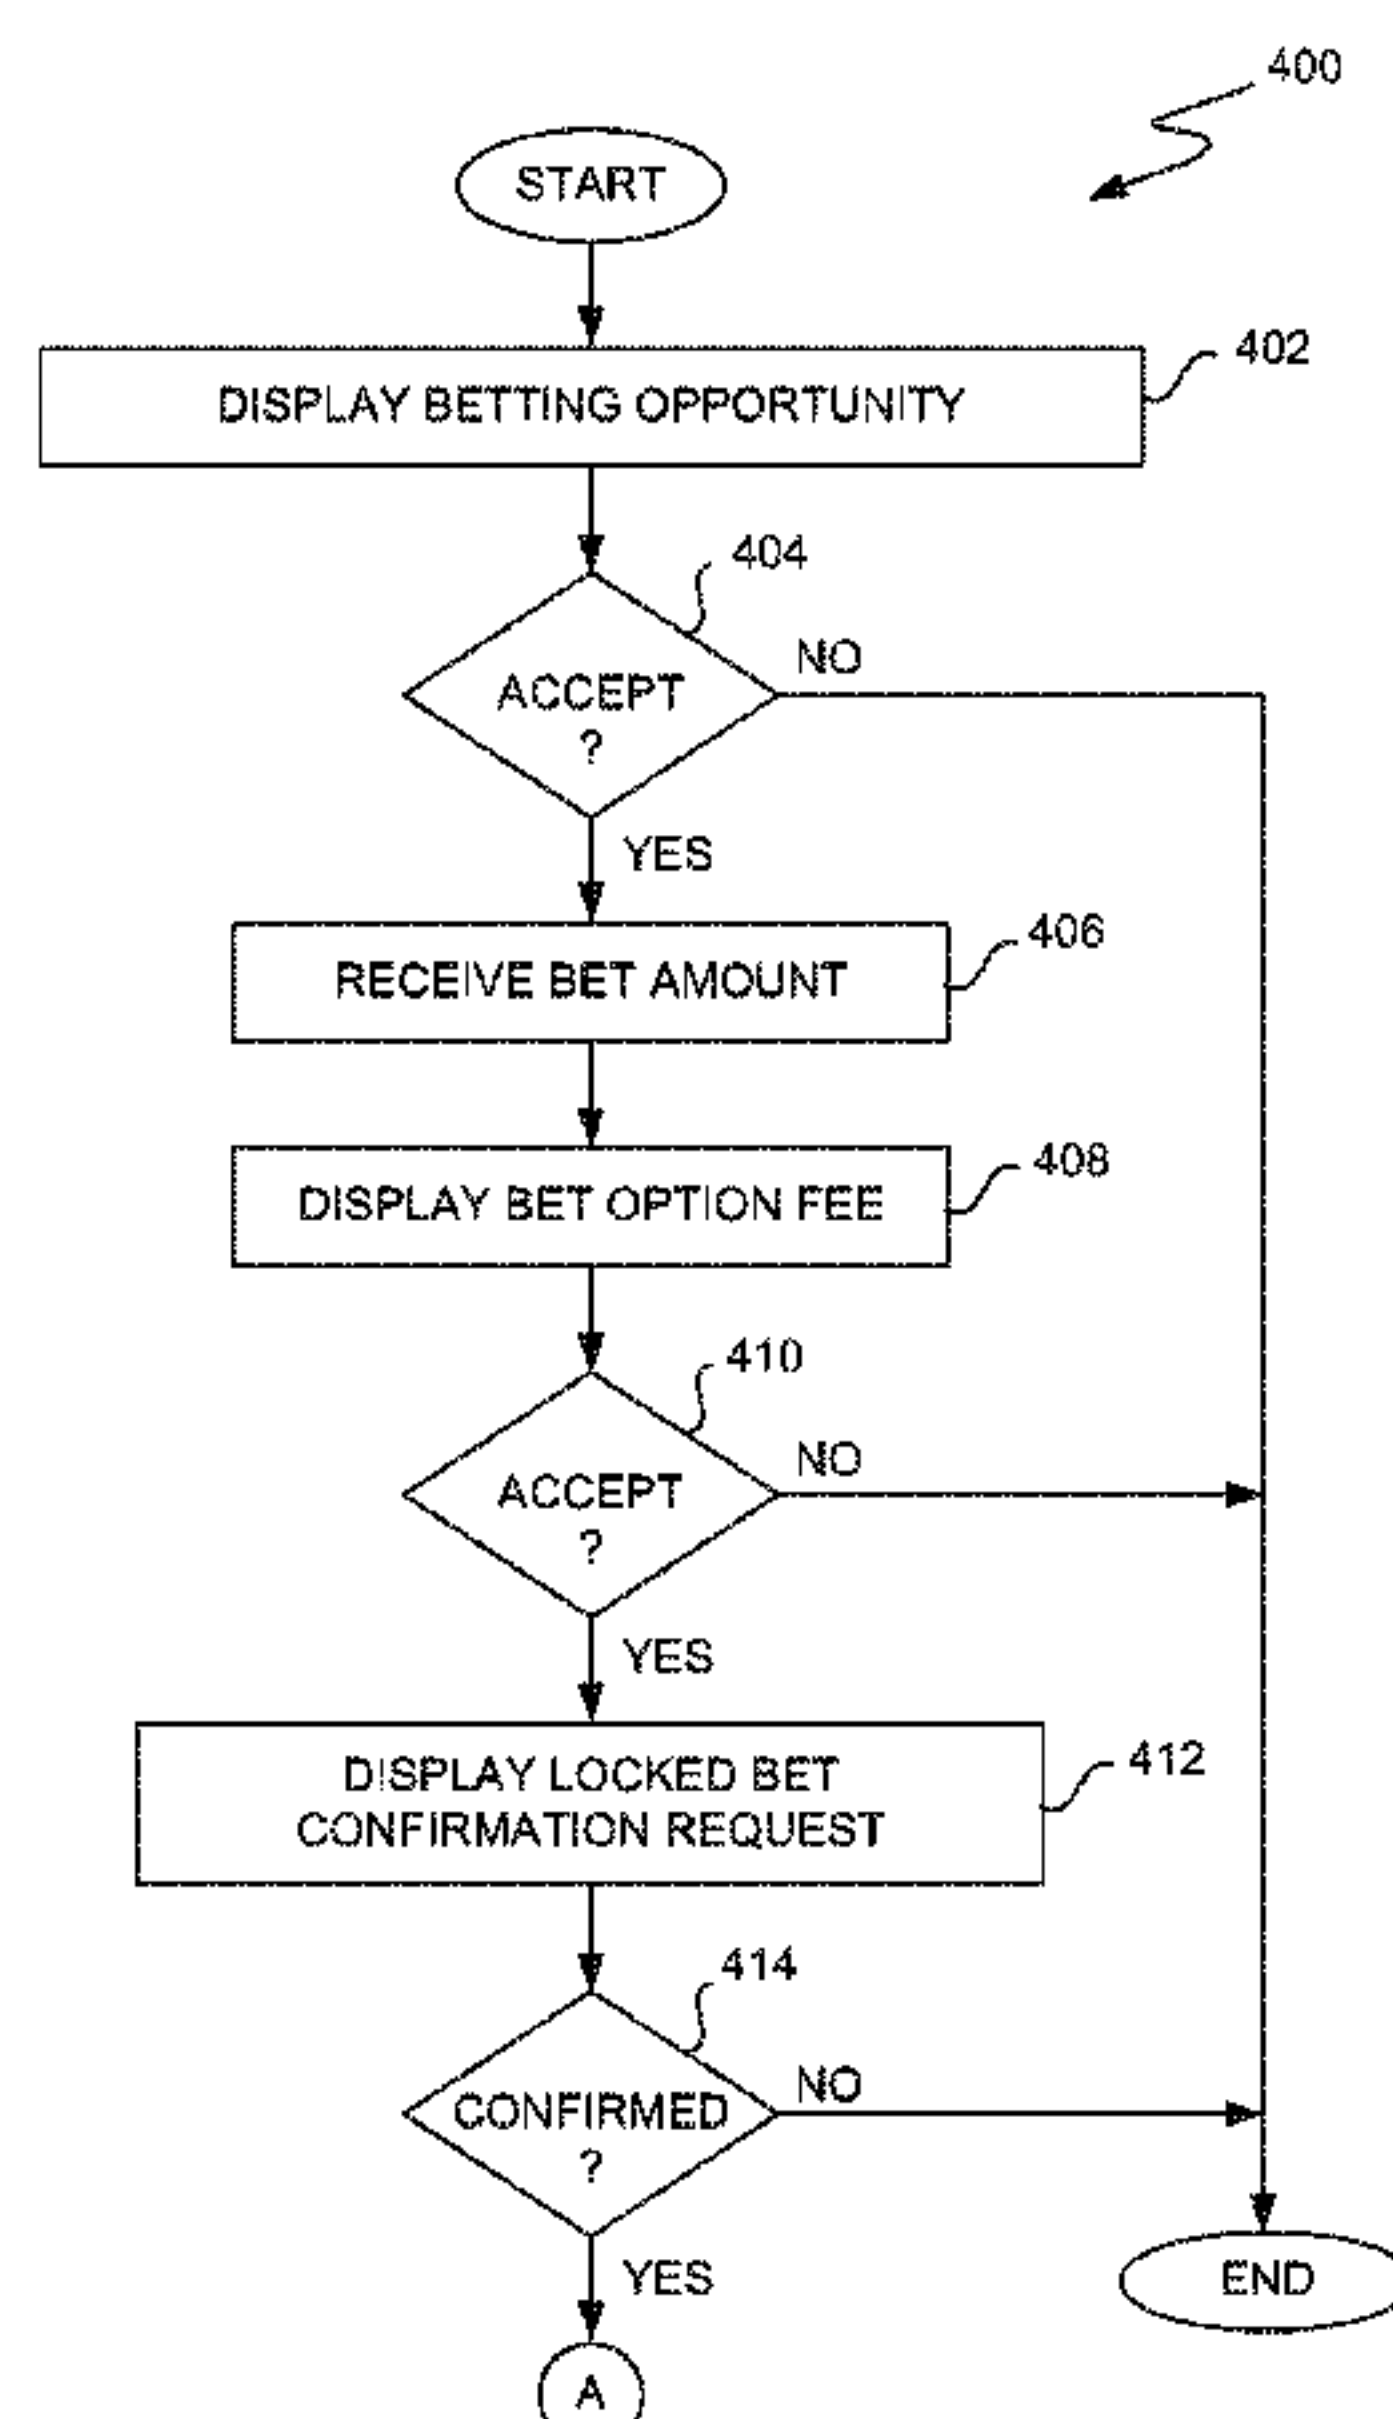 400
START
402
DISPLAY BETTING OPPORTUNITY
404
NO
ACCEPT
?
YES
406
RECEIVE BET AMOUNT
408
DISPLAY BET OPTION FEE
410
NO
ACCEPT
?
YES
412
DISPLAY LOCKED BET
CONFIRMATION REQUEST
414
NO
CONFIRMED
?
YES
END
A